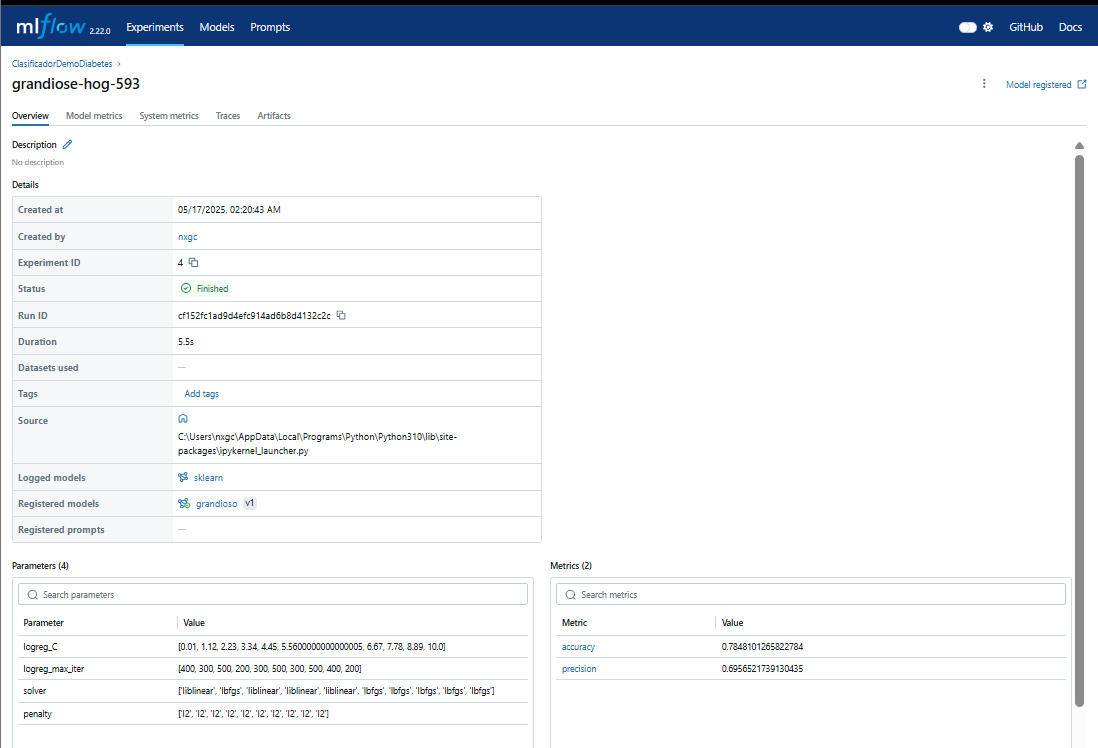 mlflow 2.22.0 Experiments Models Prompts GitHub Docs
ClasificadorDemoDiabetes ›
grandiose-hog-593
Model registered
Overview Model metrics System metrics Traces Artifacts
Description
No description
Details
Created at 05/17/2025, 02:20:43 AM
Created by nxgc
Experiment ID 4
Status Finished
Run ID cf152fc1ad9d4efc914ad6b8d4132c2c
Duration 5.5s
Datasets used —
Tags Add tags
Source
C:\Users\nxgc\AppData\Local\Programs\Python\Python310\lib\site-
packages\ipykernel_launcher.py
Logged models sklearn
Registered models grandioso v1
Registered prompts —
Parameters (4)
Search parameters
Parameter Value
logreg_C [0.01, 1.12, 2.23, 3.34, 4.45, 5.5600000000000005, 6.67, 7.78, 8.89, 10.0]
logreg_max_iter [400, 300, 500, 200, 300, 500, 300, 500, 400, 200]
solver ['liblinear', 'lbfgs', 'liblinear', 'liblinear', 'liblinear', 'lbfgs', 'lbfgs', 'lbfgs', 'lbfgs', 'lbfgs']
penalty ['l2', 'l2', 'l2', 'l2', 'l2', 'l2', 'l2', 'l2', 'l2', 'l2']
Metrics (2)
Search metrics
Metric Value
accuracy 0.7848101265822784
precision 0.6956521739130435